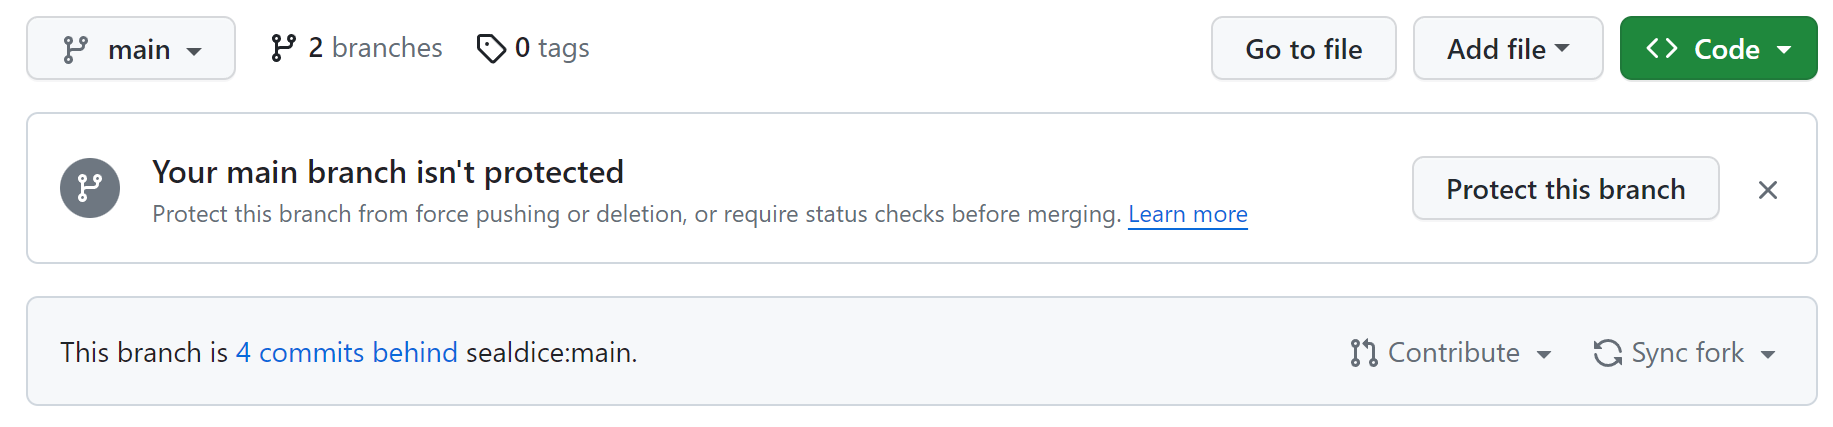 main 2 branches 0 tags Go to file Add file Code
Your main branch isn't protected
Protect this branch from force pushing or deletion, or require status checks before merging. Learn more
Protect this branch
This branch is 4 commits behind sealdice:main. Contribute Sync fork